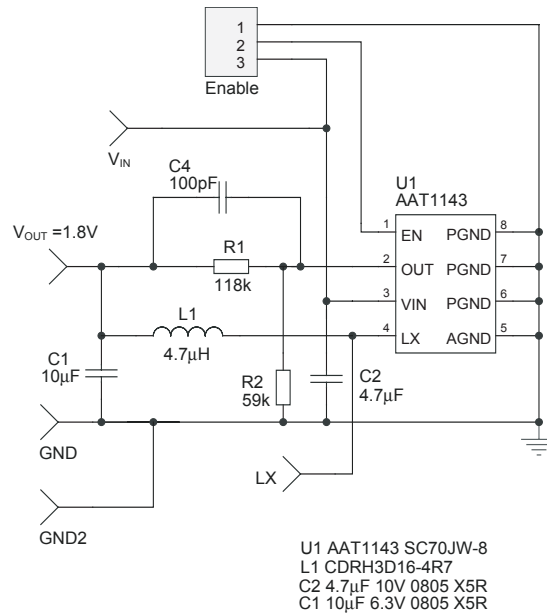 1
2
3
Enable
VIN
C4
100pF
U1
AAT1143
VOUT =1.8V
R1
118k
1 EN PGND 8
2 OUT PGND 7
3 VIN PGND 6
4 LX AGND 5
L1
4.7μH
C1
10μF
R2
59k
C2
4.7μF
GND
LX
GND2
U1 AAT1143 SC70JW-8
L1 CDRH3D16-4R7
C2 4.7μF 10V 0805 X5R
C1 10μF 6.3V 0805 X5R